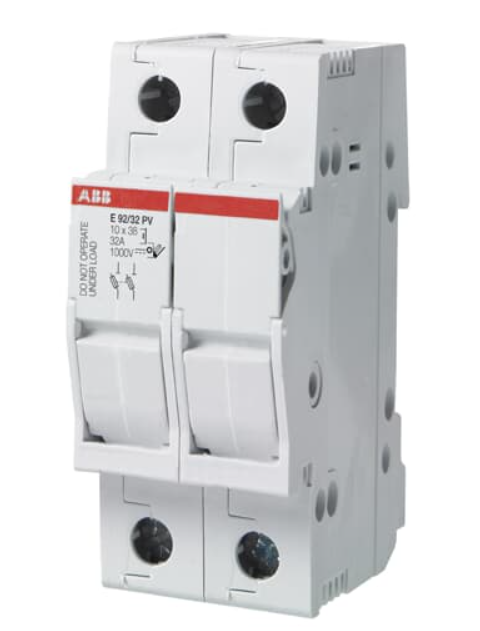 ABB
E 92/32 PV
10 x 38
32A
1000V
DO NOT OPERATE
UNDER LOAD